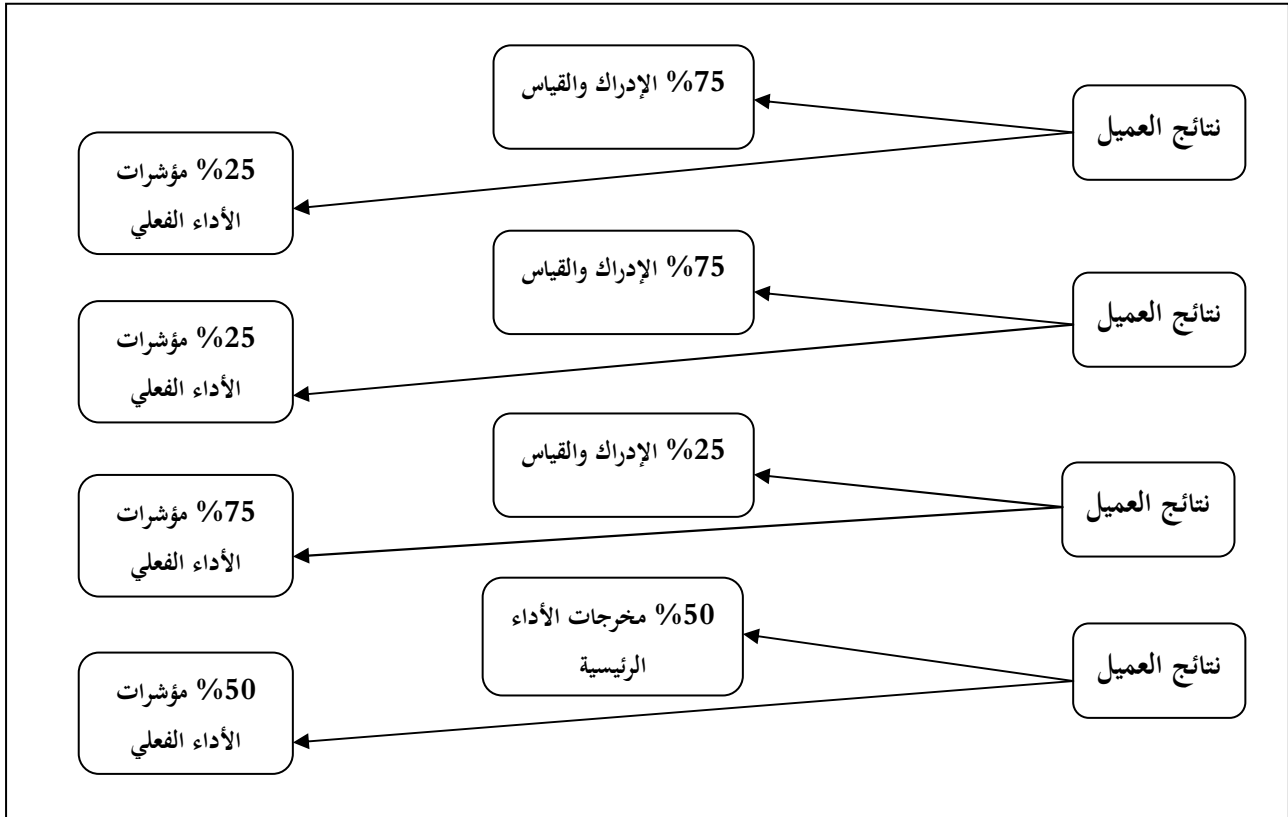 نتائج العميل
%75 الإدراك والقياس
%25 مؤشرات
الأداء الفعلي
نتائج العميل
%75 الإدراك والقياس
%25 مؤشرات
الأداء الفعلي
نتائج العميل
%25 الإدراك والقياس
%75 مؤشرات
الأداء الفعلي
نتائج العميل
%50 مخرجات الأداء
الرئيسية
%50 مؤشرات
الأداء الفعلي